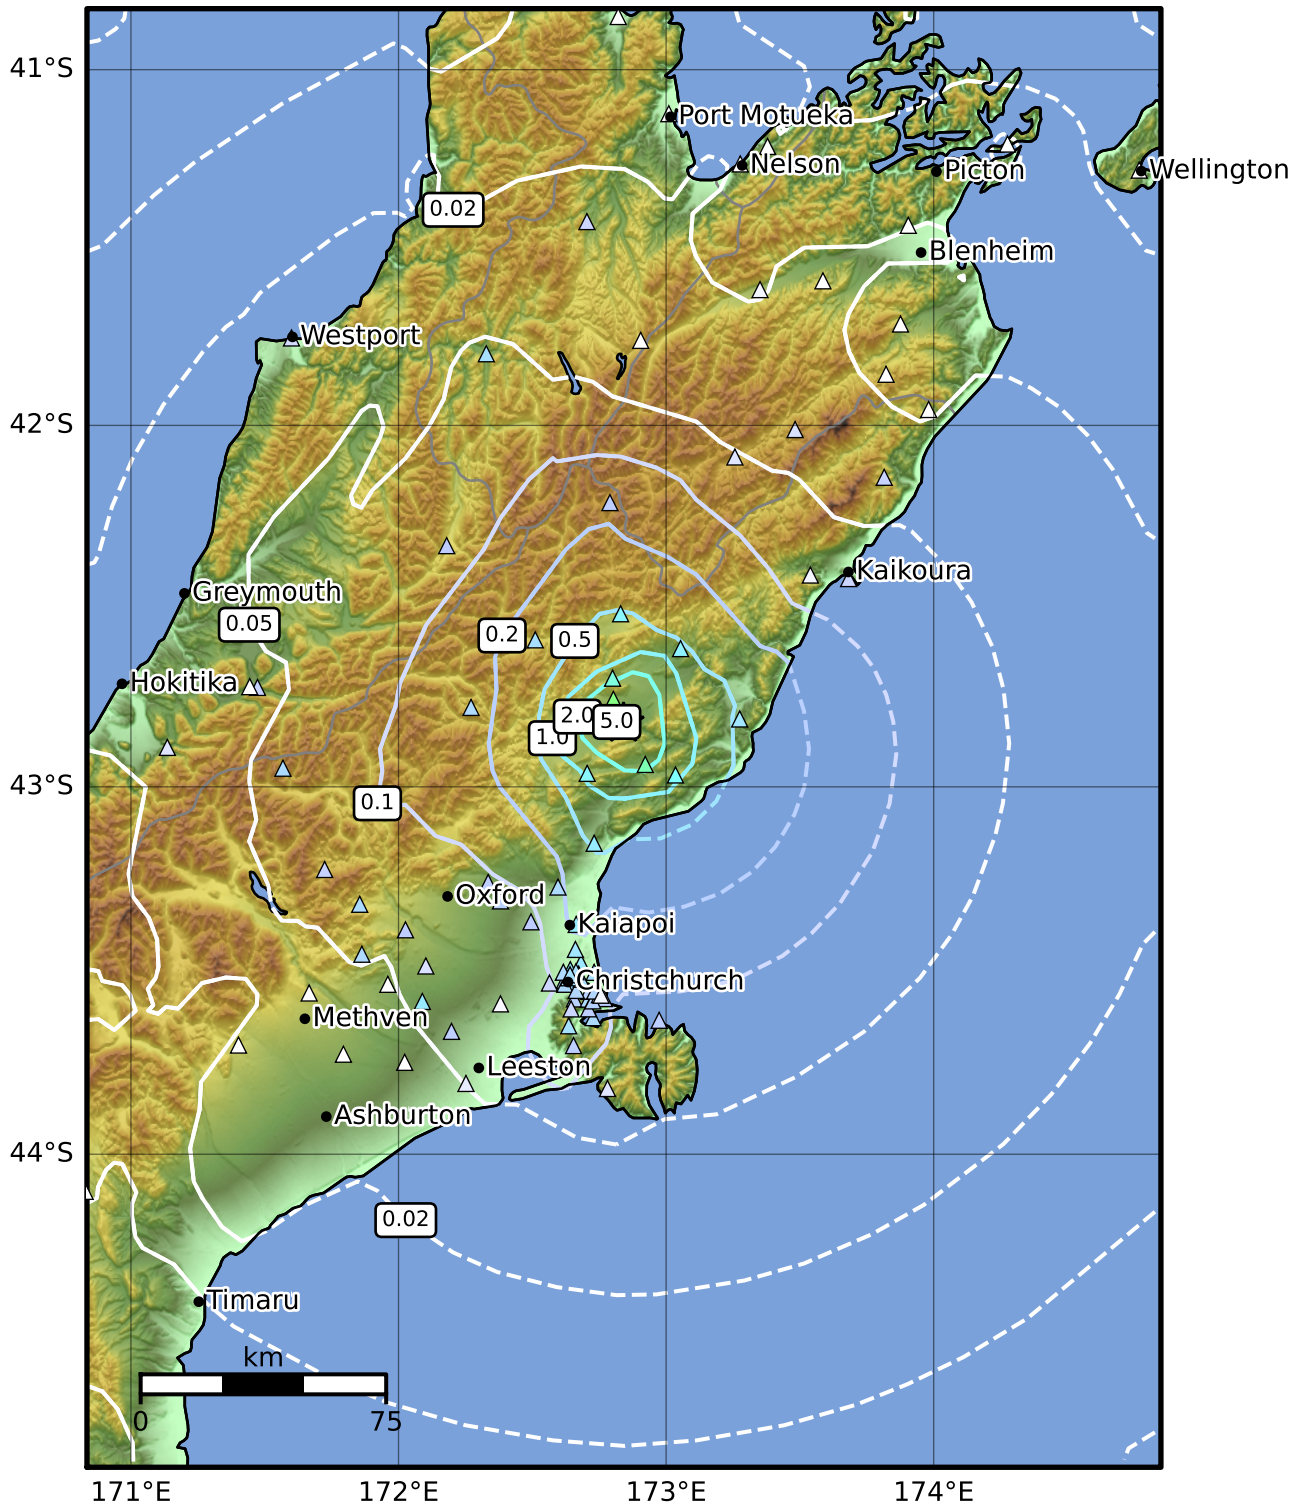 41°S
Port Motueka
Nelson
Picton
Wellington
0.02
Blenheim
Westport
42°S
Kaikoura
Greymouth
0.05
0.2
0.5
Hokitika
2.0
5.0
1.0
43°S
0.1
Oxford
Kaiapoi
Christchurch
Methven
Leeston
Ashburton
44°S
0.02
Timaru
km
0
75
171°E
172°E
173°E
174°E